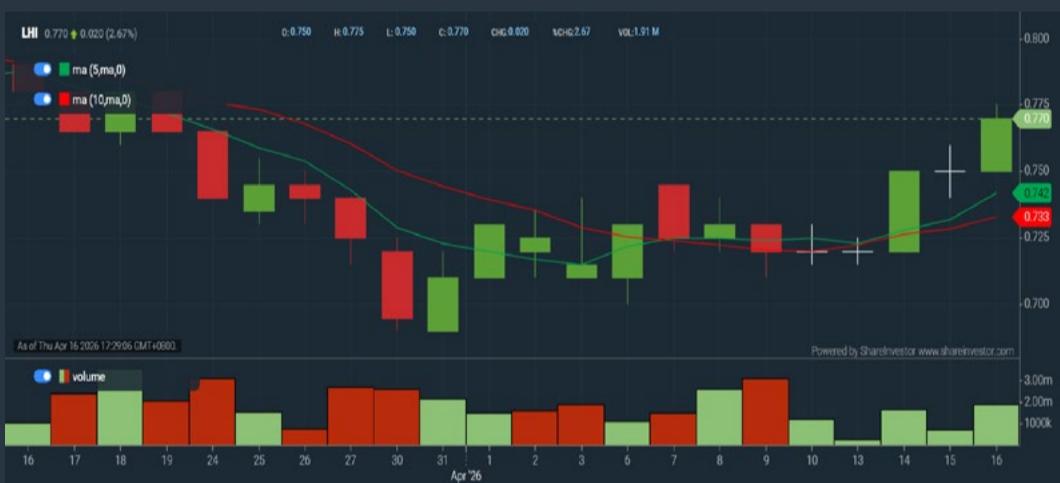 LHI 0.770 0.020 (2.67%) O:0.750 H:0.775 L:0.750 C:0.770 CHG:0.020 %CHG:2.67 VOL:1.91 M
ma (5,ma,0)
ma (10,ma,0)
0.800
0.775
0.770
0.750
0.742
0.733
0.725
0.700
As of Thu Apr 16 2026 17:29:06 GMT+0800.
Powered by ShareInvestor www.shareinvestor.com
volume
3.00m
2.00m
1000k
16 17 18 19 24 25 26 27 30 31 1 2 3 6 7 8 9 10 13 14 15 16
Apr '26